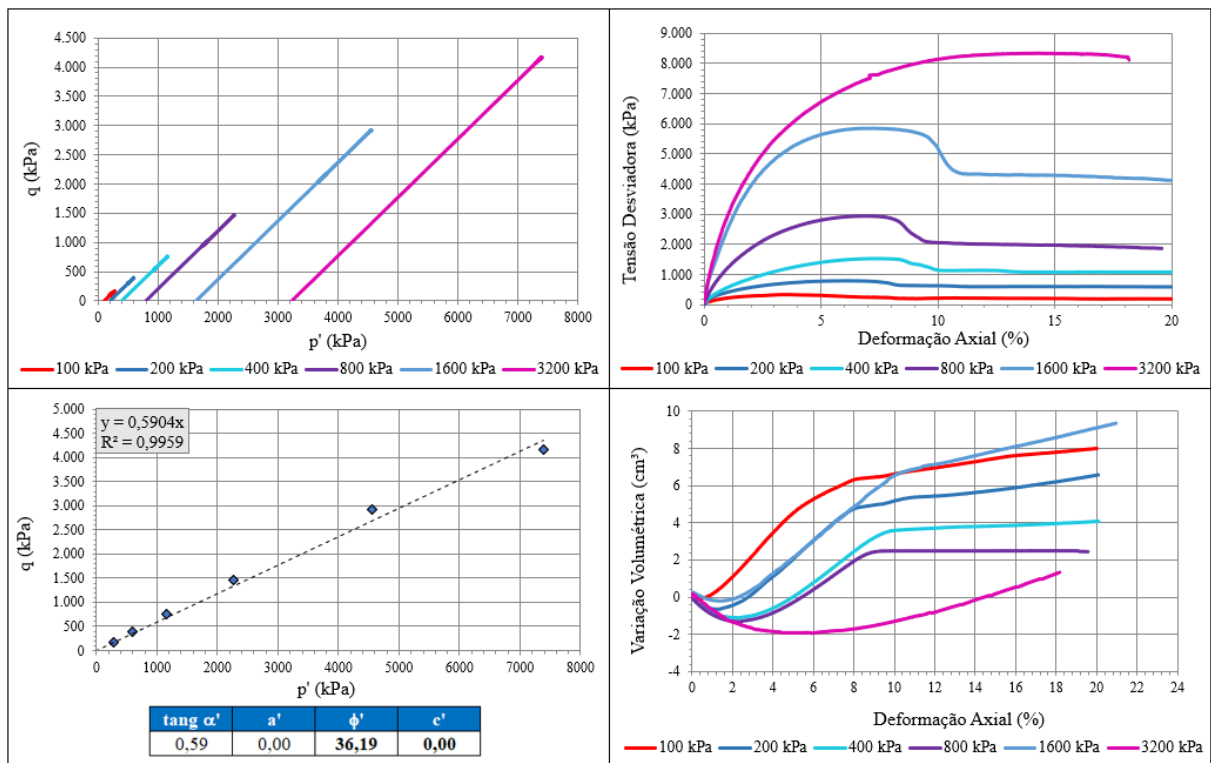 4.500
4.000
3.500
3.000
2.500
2.000
1.500
1.000
500
0
q (kPa)
0 1000 2000 3000 4000 5000 6000 7000 8000
p' (kPa)
100 kPa 200 kPa 400 kPa 800 kPa 1600 kPa 3200 kPa
9.000
8.000
7.000
6.000
5.000
4.000
3.000
2.000
1.000
0
Tensão Desviadora (kPa)
0 5 10 15 20
Deformação Axial (%)
100 kPa 200 kPa 400 kPa 800 kPa 1600 kPa 3200 kPa
5.000
4.500
4.000
3.500
3.000
2.500
2.000
1.500
1.000
500
0
q (kPa)
y = 0,5904x
R² = 0,9959
0 1000 2000 3000 4000 5000 6000 7000 8000
p' (kPa)
tang α' a' ϕ' c'
0,59 0,00 36,19 0,00
10
8
6
4
2
0
-2
-4
Variação Volumétrica (cm³)
0 2 4 6 8 10 12 14 16 18 20 22 24
Deformação Axial (%)
100 kPa 200 kPa 400 kPa 800 kPa 1600 kPa 3200 kPa